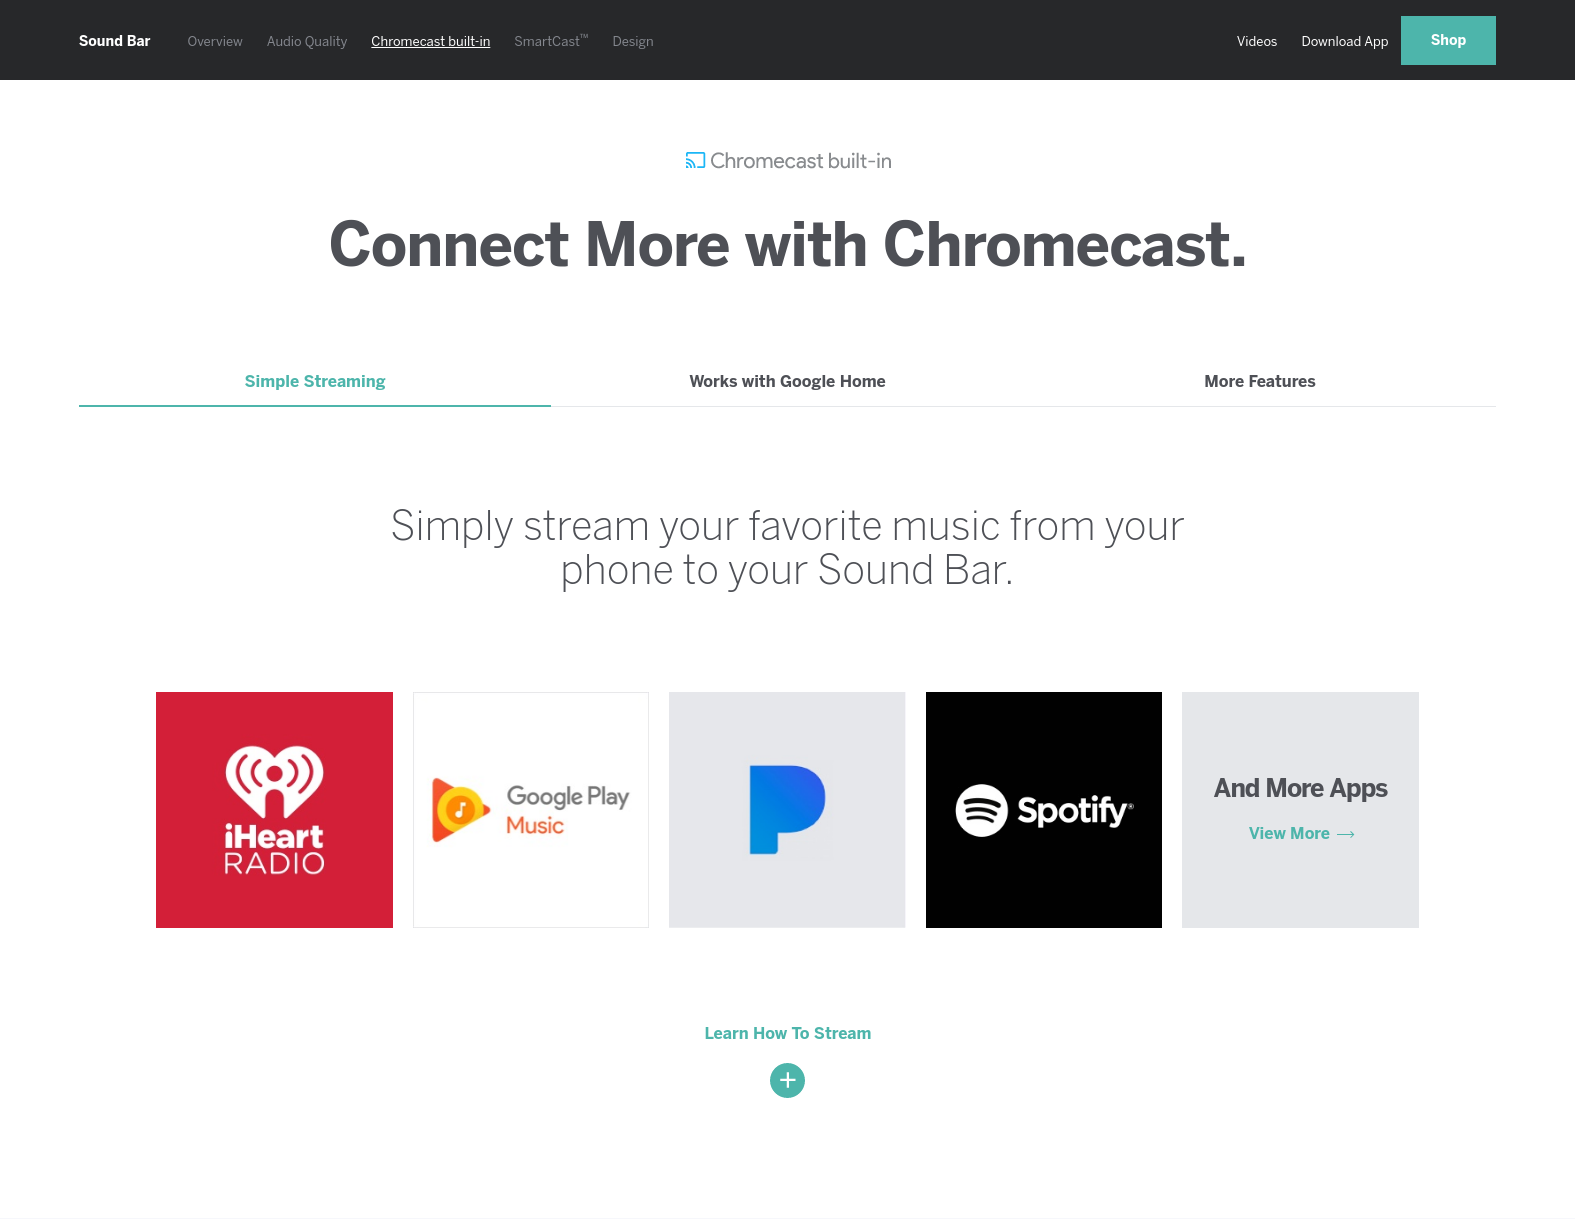 Sound Bar Overview Audio Quality Chromecast built-in SmartCast™ Design Videos Download App Shop
Chromecast built-in
Connect More with Chromecast.
Simple Streaming Works with Google Home More Features
Simply stream your favorite music from your
phone to your Sound Bar.
iHeart
RADIO
Google Play
Music
Spotify®
And More Apps
View More →
Learn How To Stream
+